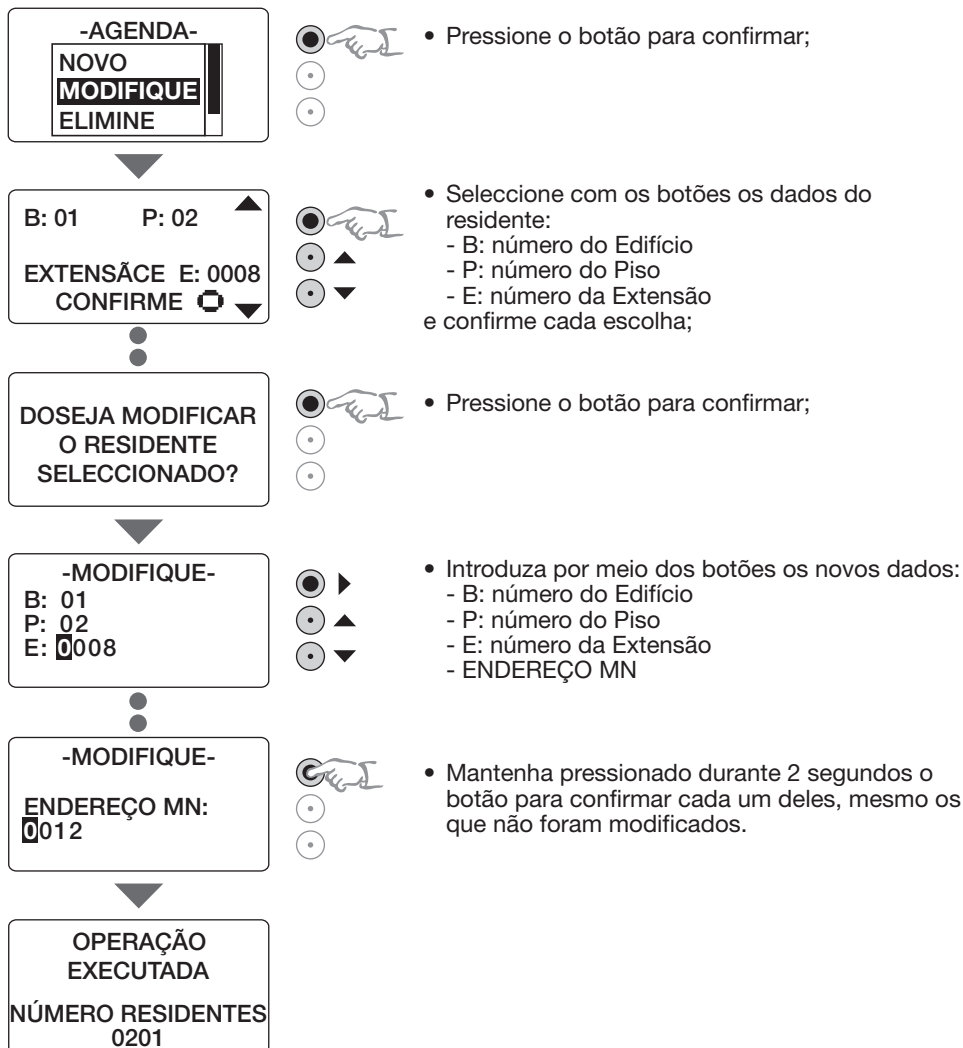 -AGENDA-
NOVO
MODIFIQUE
ELIMINE
• Pressione o botão para confirmar;
B: 01 P: 02
EXTENSÃCE E: 0008
CONFIRME
• Seleccione com os botões os dados do
residente:
- B: número do Edifício
- P: número do Piso
- E: número da Extensão
e confirme cada escolha;
DOSEJA MODIFICAR
O RESIDENTE
SELECCIONADO?
• Pressione o botão para confirmar;
-MODIFIQUE-
B: 01
P: 02
E: 0008
• Introduza por meio dos botões os novos dados:
- B: número do Edifício
- P: número do Piso
- E: número da Extensão
- ENDEREÇO MN
-MODIFIQUE-
ENDEREÇO MN:
0012
• Mantenha pressionado durante 2 segundos o
botão para confirmar cada um deles, mesmo os
que não foram modificados.
OPERAÇÃO
EXECUTADA
NÚMERO RESIDENTES
0201